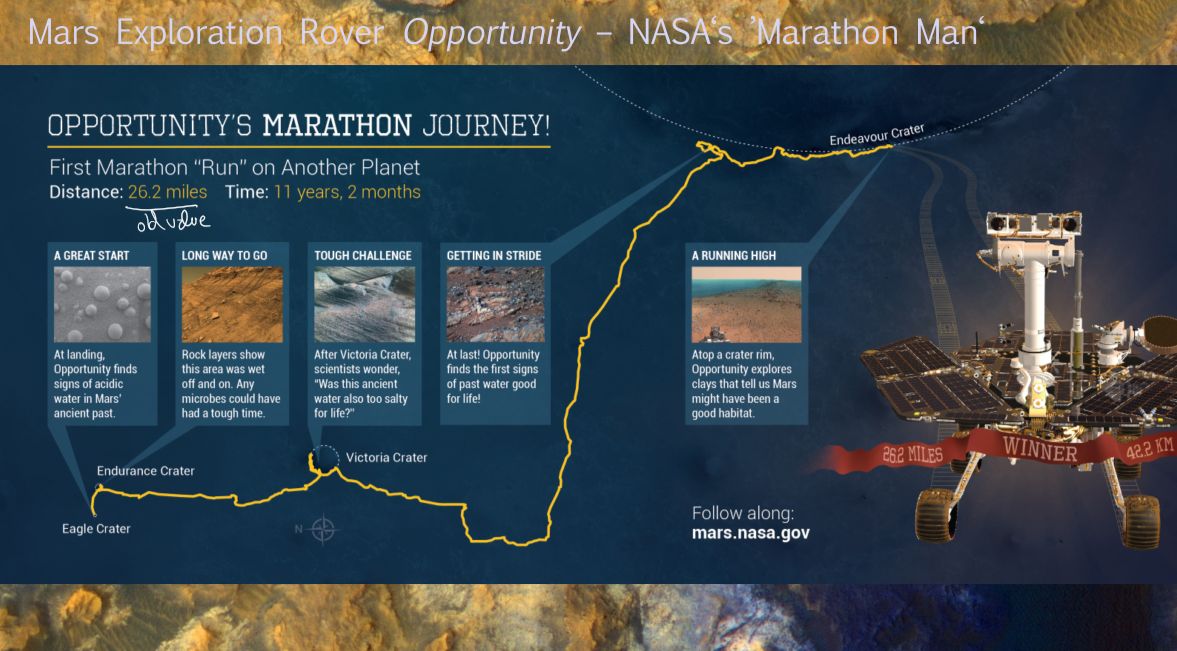 Mars Exploration Rover Opportunity – NASA‘s ’Marathon Man‘
OPPORTUNITY'S MARATHON JOURNEY!
First Marathon “Run” on Another Planet
Distance: 26.2 miles Time: 11 years, 2 months
old value
A GREAT START
At landing,
Opportunity finds
signs of acidic
water in Mars'
ancient past.
LONG WAY TO GO
Rock layers show
this area was wet
off and on. Any
microbes could have
had a tough time.
TOUGH CHALLENGE
After Victoria Crater,
scientists wonder,
“Was this ancient
water also too salty
for life?”
GETTING IN STRIDE
At last! Opportunity
finds the first signs
of past water good
for life!
A RUNNING HIGH
Atop a crater rim,
Opportunity explores
clays that tell us Mars
might have been a
good habitat.
Endeavour Crater
Victoria Crater
Endurance Crater
Eagle Crater
N
26.2 MILES WINNER 42.2 KM
Follow along:
mars.nasa.gov